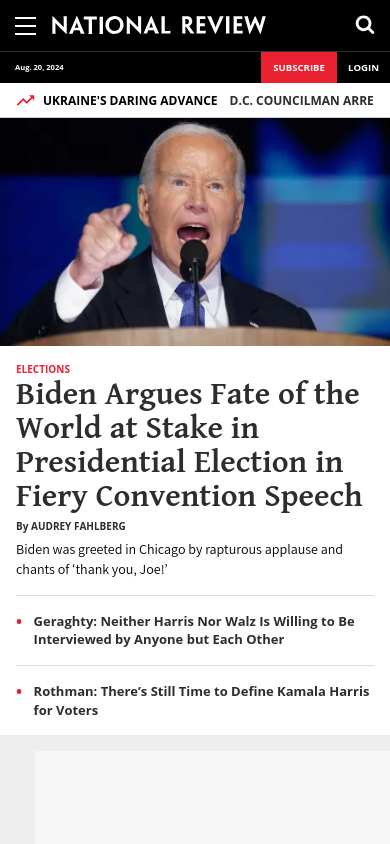 NATIONAL REVIEW
Aug. 20, 2024
SUBSCRIBE
LOGIN
UKRAINE'S DARING ADVANCE
D.C. COUNCILMAN ARRE
ELECTIONS
Biden Argues Fate of the
World at Stake in
Presidential Election in
Fiery Convention Speech
By AUDREY FAHLBERG
Biden was greeted in Chicago by rapturous applause and
chants of ‘thank you, Joe!’
Geraghty: Neither Harris Nor Walz Is Willing to Be
Interviewed by Anyone but Each Other
Rothman: There’s Still Time to Define Kamala Harris
for Voters